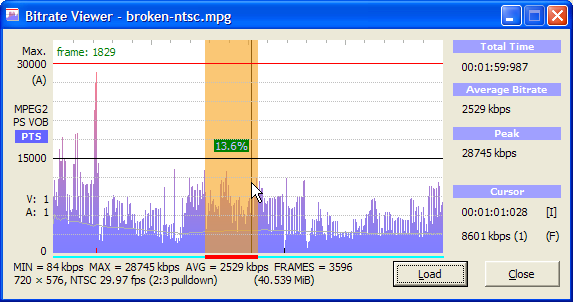 Bitrate Viewer - broken-ntsc.mpg
Max.
frame: 1829
30000
(A)
MPEG2
PS VOB
PTS
13.6%
15000
V: 1
A: 1
0
Total Time
00:01:59:987
Average Bitrate
2529 kbps
Peak
28745 kbps
Cursor
00:01:01:028 [I]
8601 kbps (1) (F)
MIN = 84 kbps MAX = 28745 kbps AVG = 2529 kbps FRAMES = 3596
720 × 576, NTSC 29.97 fps (2:3 pulldown) (40.539 MiB)
Load
Close